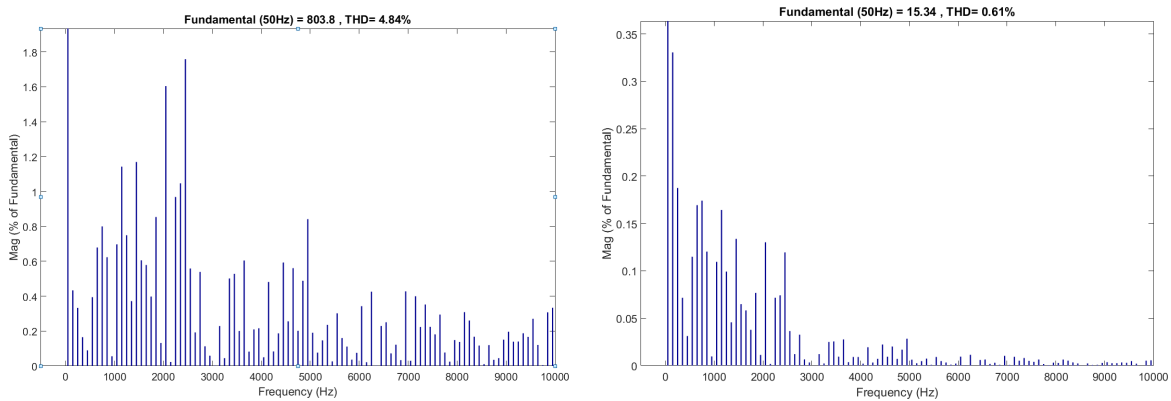 Fundamental (50Hz) = 803.8 , THD= 4.84%
Mag (% of Fundamental)
1.8
1.6
1.4
1.2
1
0.8
0.6
0.4
0.2
0
0 1000 2000 3000 4000 5000 6000 7000 8000 9000 10000
Frequency (Hz)
Fundamental (50Hz) = 15.34 , THD= 0.61%
Mag (% of Fundamental)
0.35
0.3
0.25
0.2
0.15
0.1
0.05
0
0 1000 2000 3000 4000 5000 6000 7000 8000 9000 10000
Frequency (Hz)